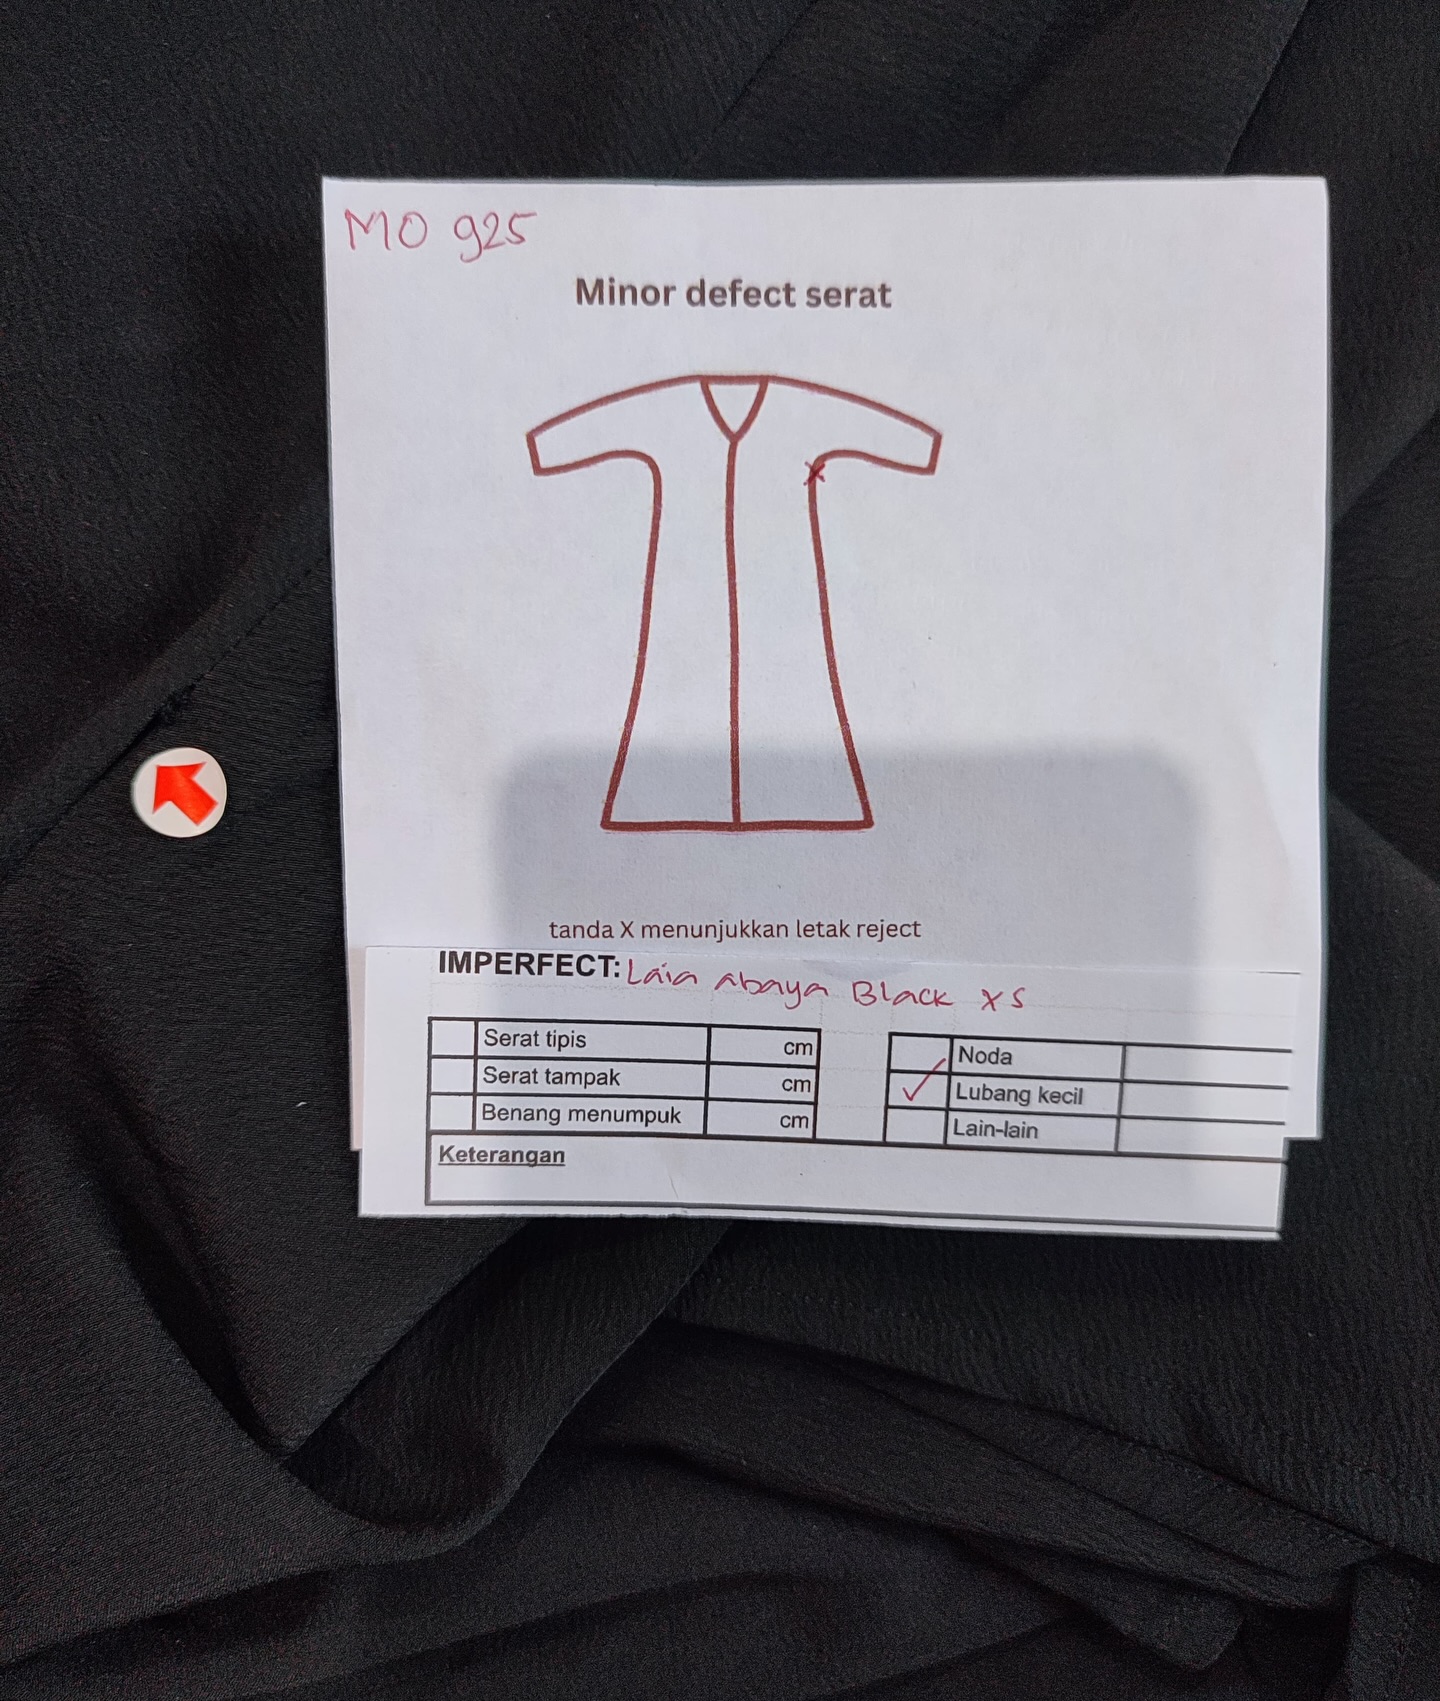 MO 925
Minor defect serat
X
tanda X menunjukkan letak reject
IMPERFECT: Laia abaya Black XS
Serat tipis cm
Serat tampak cm
Benang menumpuk cm
Noda
✓ Lubang kecil
Lain-lain
Keterangan